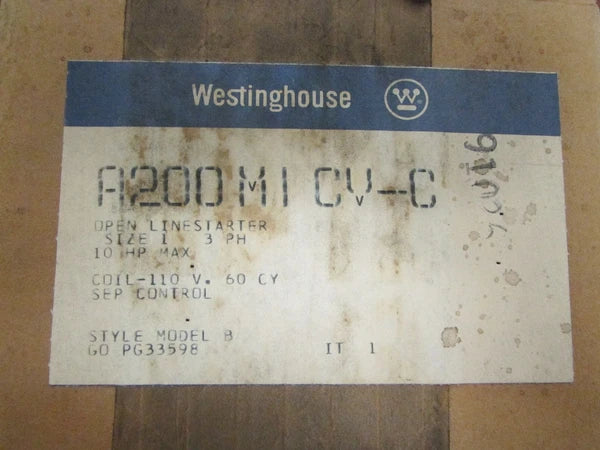 Westinghouse W
A200M1CV-C
OPEN LINESTARTER
SIZE 1 3 PH
10 HP MAX
COIL-110 V. 60 CY
SEP CONTROL
STYLE MODEL B
GO PG33598 IT 1